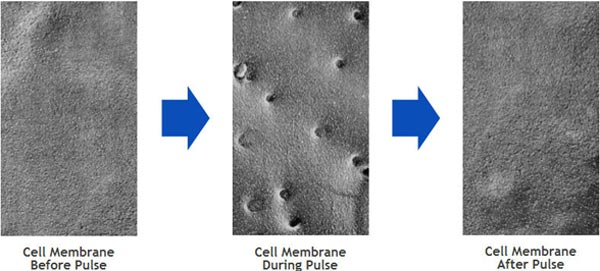 Cell Membrane
Before Pulse
Cell Membrane
During Pulse
Cell Membrane
After Pulse